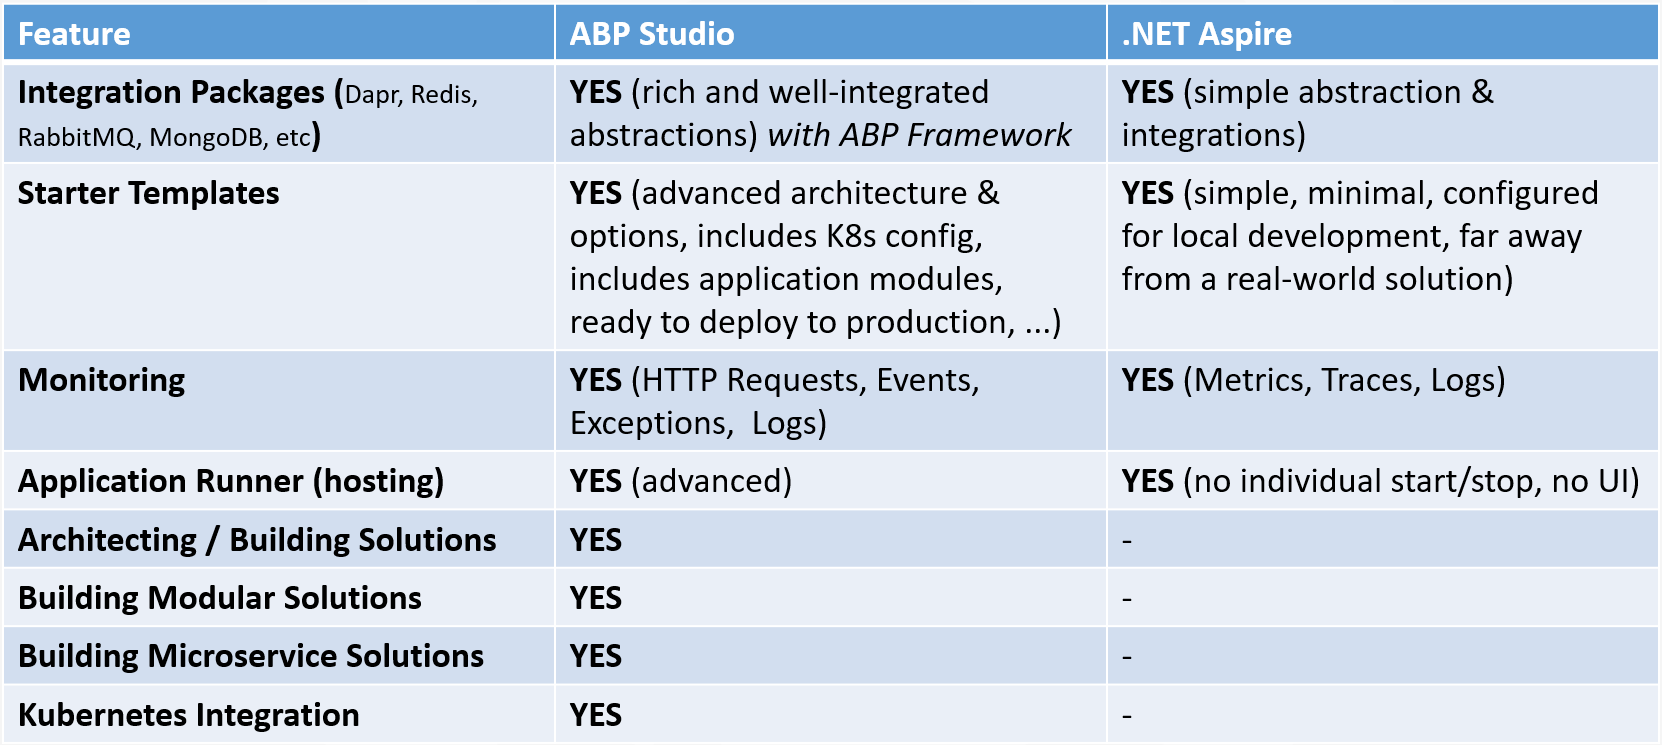 Feature
ABP Studio
.NET Aspire
Integration Packages (Dapr, Redis,
RabbitMQ, MongoDB, etc)
YES (rich and well-integrated
abstractions) with ABP Framework
YES (simple abstraction &
integrations)
Starter Templates
YES (advanced architecture &
options, includes K8s config,
includes application modules,
ready to deploy to production, ...)
YES (simple, minimal, configured
for local development, far away
from a real-world solution)
Monitoring
YES (HTTP Requests, Events,
Exceptions,  Logs)
YES (Metrics, Traces, Logs)
Application Runner (hosting)
YES (advanced)
YES (no individual start/stop, no UI)
Architecting / Building Solutions
YES
-
Building Modular Solutions
YES
-
Building Microservice Solutions
YES
-
Kubernetes Integration
YES
-